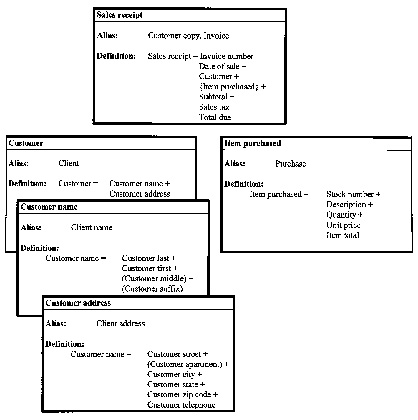 Sales receipt
Alias: Customer copy, Invoice
Definition: Sales receipt = Invoice number
Date of sale +
Customer +
{Item purchased} +
Subtotal +
Sales tax
Total due
Customer
Alias: Client
Definition: Customer = Customer name +
Customer address
Item purchased
Alias: Purchase
Definition:
Item purchased = Stock number +
Description +
Quantity +
Unit price
Item total
Customer name
Alias: Client name
Definition:
Customer name = Customer last +
Customer first +
(Customer middle) +
(Customer suffix)
Customer address
Alias: Client address
Definition:
Customer name = Customer street +
(Customer apartment) +
Customer city +
Customer state +
Customer zip code +
Customer telephone